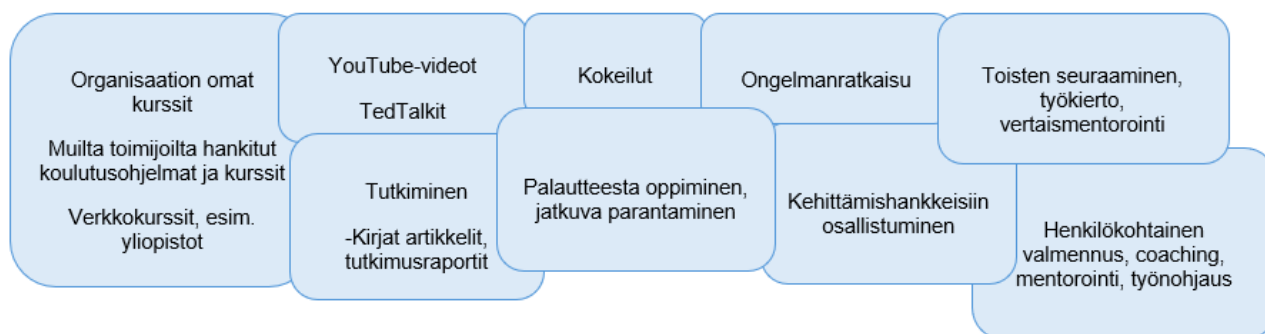 Organisaation omat
kurssit
Muilta toimijoilta hankitut
koulutusohjelmat ja kurssit
Verkkokurssit, esim.
yliopistot
YouTube-videot
TedTalkit
Tutkiminen
-Kirjat artikkelit,
tutkimusraportit
Kokeilut
Palautteesta oppiminen,
jatkuva parantaminen
Ongelmanratkaisu
Kehittämishankkeisiin
osallistuminen
Toisten seuraaminen,
työkierto,
vertaismentorointi
Henkilökohtainen
valmennus, coaching,
mentorointi, työnohjaus